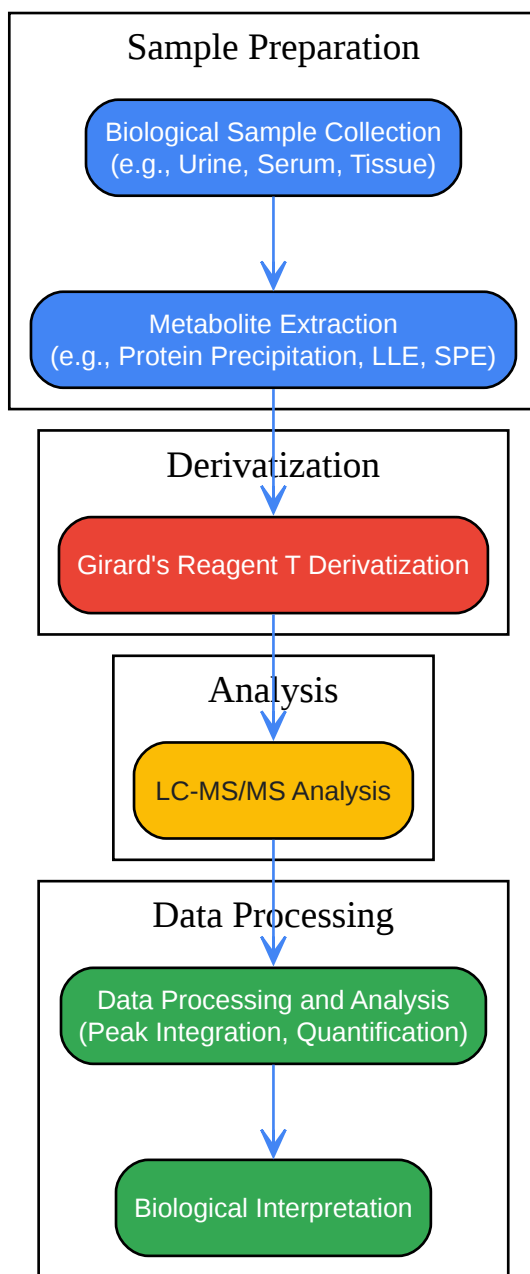 Sample Preparation
Biological Sample Collection
(e.g., Urine, Serum, Tissue)
Metabolite Extraction
(e.g., Protein Precipitation, LLE, SPE)
Derivatization
Girard's Reagent T Derivatization
Analysis
LC-MS/MS Analysis
Data Processing
Data Processing and Analysis
(Peak Integration, Quantification)
Biological Interpretation